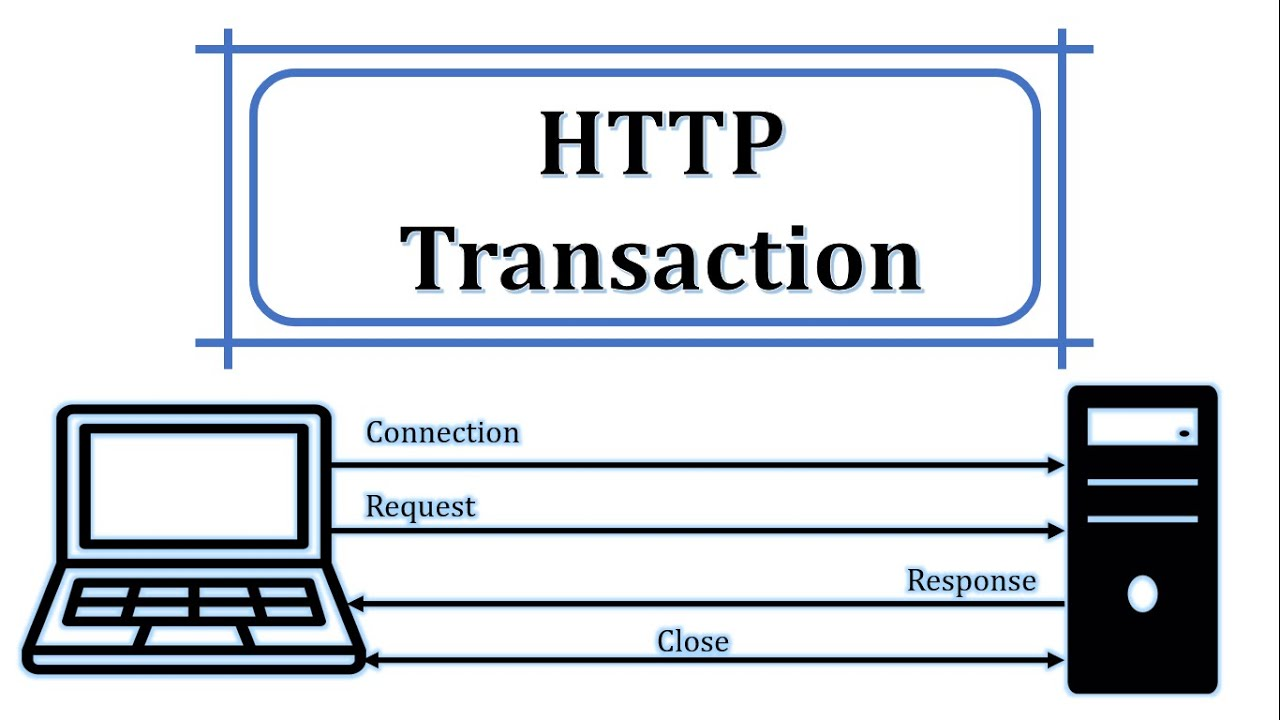 HTTP
Transaction
Connection
Request
Response
Close